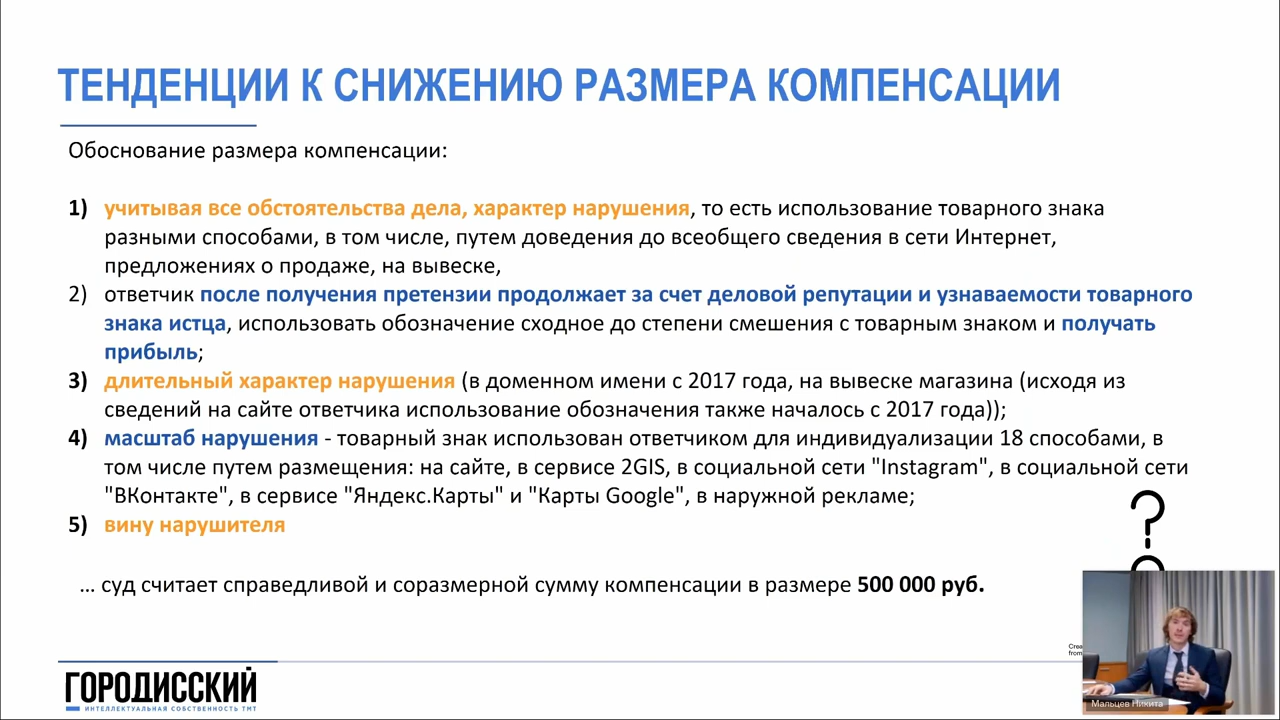 ТЕНДЕНЦИИ К СНИЖЕНИЮ РАЗМЕРА КОМПЕНСАЦИИ
Обоснование размера компенсации:
1) учитывая все обстоятельства дела, характер нарушения, то есть использование товарного знака
разными способами, в том числе, путем доведения до всеобщего сведения в сети Интернет,
предложениях о продаже, на вывеске,
2) ответчик после получения претензии продолжает за счет деловой репутации и узнаваемости товарного
знака истца, использовать обозначение сходное до степени смешения с товарным знаком и получать
прибыль;
3) длительный характер нарушения (в доменном имени с 2017 года, на вывеске магазина (исходя из
сведений на сайте ответчика использование обозначения также началось с 2017 года));
4) масштаб нарушения - товарный знак использован ответчиком для индивидуализации 18 способами, в
том числе путем размещения: на сайте, в сервисе 2GIS, в социальной сети "Instagram", в социальной сети
"ВКонтакте", в сервисе "Яндекс.Карты" и "Карты Google", в наружной рекламе;
5) вину нарушителя
... суд считает справедливой и соразмерной сумму компенсации в размере 500 000 руб.
from
ГОРОДИССКИЙ
ИНТЕЛЛЕКТУАЛЬНАЯ СОБСТВЕННОСТЬ ТМТ
Мальцев Никита